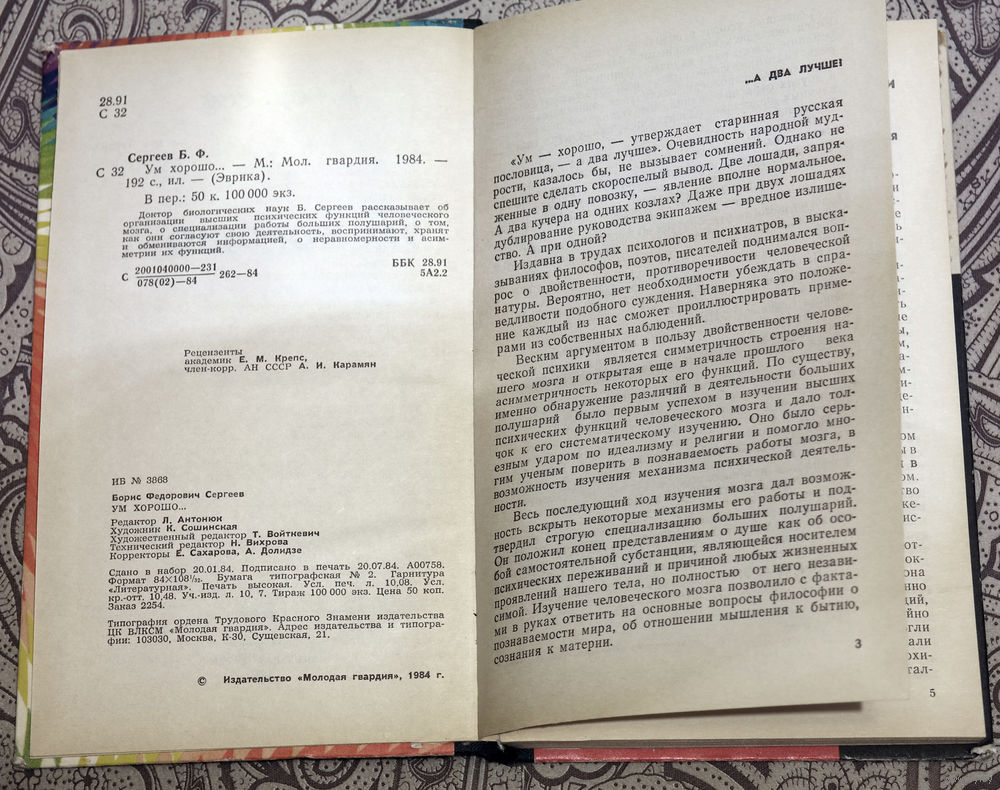 28.91
С 32
Сергеев Б. Ф.
С 32 Ум хорошо... — М.: Мол. гвардия. 1984. —
192 с., ил. — (Эврика).
В пер.: 50 к. 100 000 экз.
Доктор биологических наук Б. Сергеев рассказывает об
организации высших психических функций человеческого
мозга, о специализации работы больших полушарий, о том,
как они согласуют свою деятельность, воспринимают, хранят
и обмениваются информацией, о неравномерности и асим-
метрии их функций.
С 2001040000—231
078(02)—84 262—84
ББК 28.91
5А2.2
Рецензенты
академик Е. М. Крепс,
член-корр. АН СССР А. И. Карамян
ИБ № 3868
Борис Федорович Сергеев
УМ ХОРОШО...
Редактор Л. Антонюк
Художник К. Сошинская
Художественный редактор Т. Войткевич
Технический редактор Н. Вихрова
Корректоры Е. Сахарова, А. Долидзе
Сдано в набор 20.01.84. Подписано в печать 20.07.84. А00758.
Формат 84×108¹/₃₂. Бумага типографская № 2. Гарнитура
«Литературная». Печать высокая. Усл. печ. л. 10,08. Усл.
кр.-отт. 10,48. Уч.-изд. л. 10, 7. Тираж 100 000 экз. Цена 50 коп.
Заказ 2254.
Типография ордена Трудового Красного Знамени издательства
ЦК ВЛКСМ «Молодая гвардия». Адрес издательства и типогра-
фии: 103030, Москва, К-30, Сущевская, 21.
© Издательство «Молодая гвардия», 1984 г.
...А ДВА ЛУЧШЕ!
«Ум — хорошо, — утверждает старинная русская
пословица, — а два лучше». Очевидность народной муд-
рости, казалось бы, не вызывает сомнений. Однако не
спешите сделать скороспелый вывод. Две лошади, запря-
женные в одну повозку, — явление вполне нормальное.
А два кучера на одних козлах? Даже при двух лошадях
дублирование руководства экипажем — вредное излише-
ство. А при одной?
Издавна в трудах психологов и психиатров, в выска-
зываниях философов, поэтов, писателей поднимался воп-
рос о двойственности, противоречивости человеческой
натуры. Вероятно, нет необходимости убеждать в спра-
ведливости подобного суждения. Наверняка это положе-
ние каждый из нас сможет проиллюстрировать приме-
рами из собственных наблюдений.
Веским аргументом в пользу двойственности челове-
ческой психики является симметричность строения на-
шего мозга и открытая еще в начале прошлого века
асимметричность некоторых его функций. По существу,
именно обнаружение различий в деятельности больших
полушарий было первым успехом в изучении высших
психических функций человеческого мозга и дало тол-
чок к его систематическому изучению. Оно было серь-
езным ударом по идеализму и религии и помогло мно-
гим ученым поверить в познаваемость работы мозга, в
возможность изучения механизма психической деятель-
ности.
Весь последующий ход изучения мозга дал возмож-
ность вскрыть некоторые механизмы его работы и под-
твердил строгую специализацию больших полушарий.
Он положил конец представлениям о душе как об осо-
бой самостоятельной субстанции, являющейся носителем
психических переживаний и причиной любых жизненных
проявлений нашего тела, но полностью от него независи-
симой. Изучение человеческого мозга позволило с факта-
ми в руках ответить на основные вопросы философии о
познаваемости мира, об отношении мышления к бытию,
сознания к материи.
3
5